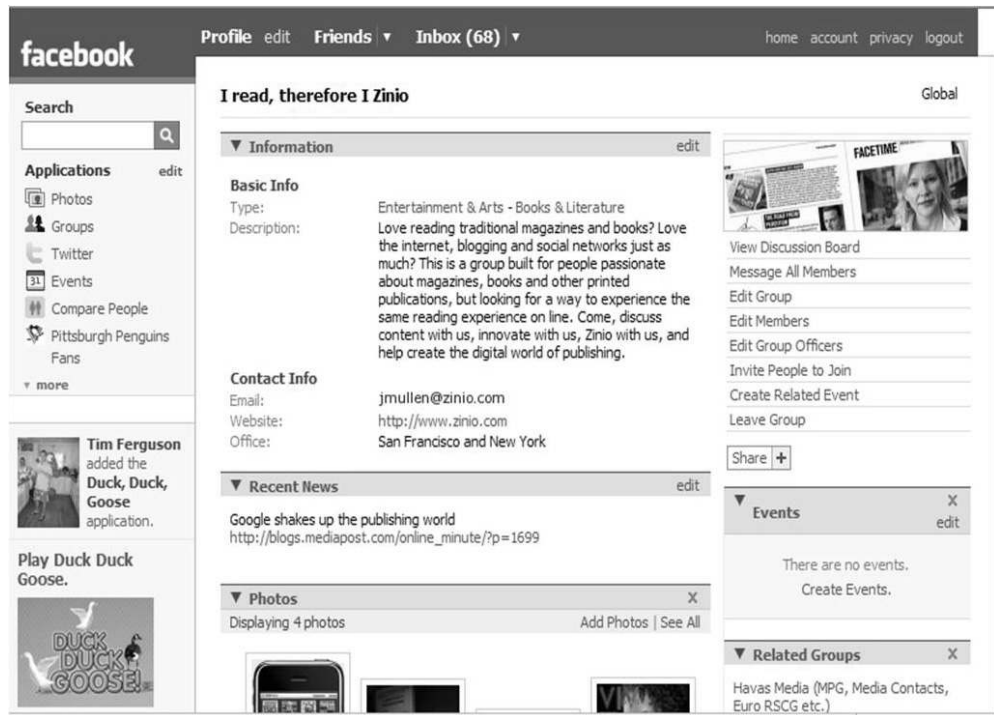 facebook
Profile edit Friends ▼ Inbox (68) ▼
home account privacy logout
Search
Applications edit
Photos
Groups
Twitter
31 Events
Compare People
Pittsburgh Penguins
Fans
▼ more
Tim Ferguson
added the
Duck, Duck,
Goose
application.
Play Duck Duck
Goose.
DUCK
DUCK
GOOSE!
I read, therefore I Zinio
Global
▼ Information edit
Basic Info
Type: Entertainment & Arts - Books & Literature
Description: Love reading traditional magazines and books? Love
the internet, blogging and social networks just as
much? This is a group built for people passionate
about magazines, books and other printed
publications, but looking for a way to experience the
same reading experience on line. Come, discuss
content with us, innovate with us, Zinio with us, and
help create the digital world of publishing.
Contact Info
Email: jmullen@zinio.com
Website: http://www.zinio.com
Office: San Francisco and New York
▼ Recent News edit
Google shakes up the publishing world
http://blogs.mediapost.com/online_minute/?p=1699
▼ Photos X
Displaying 4 photos Add Photos | See All
FACETIME
View Discussion Board
Message All Members
Edit Group
Edit Members
Edit Group Officers
Invite People to Join
Create Related Event
Leave Group
Share +
▼ Events X
edit
There are no events.
Create Events.
▼ Related Groups X
Havas Media (MPG, Media Contacts,
Euro RSCG etc.)